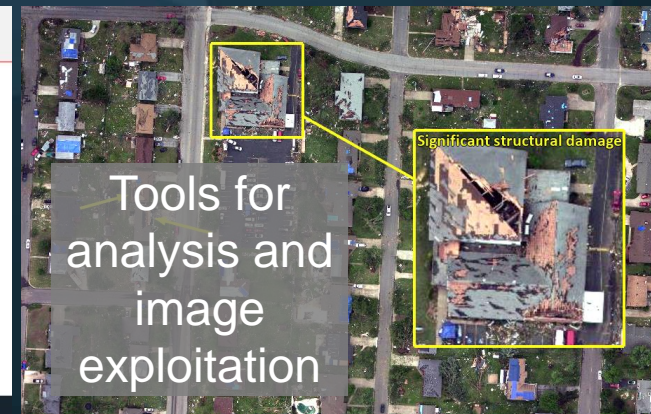 Significant structural damage
Tools for
analysis and
image
exploitation